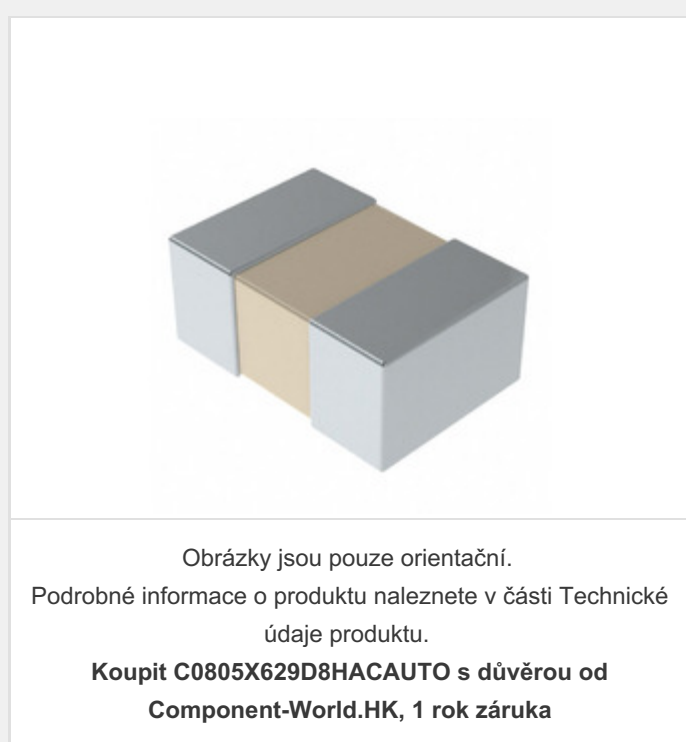 Obrázky jsou pouze orientační.
Podrobné informace o produktu naleznete v části Technické
údaje produktu.
Koupit C0805X629D8HACAUTO s důvěrou od
Component-World.HK, 1 rok záruka